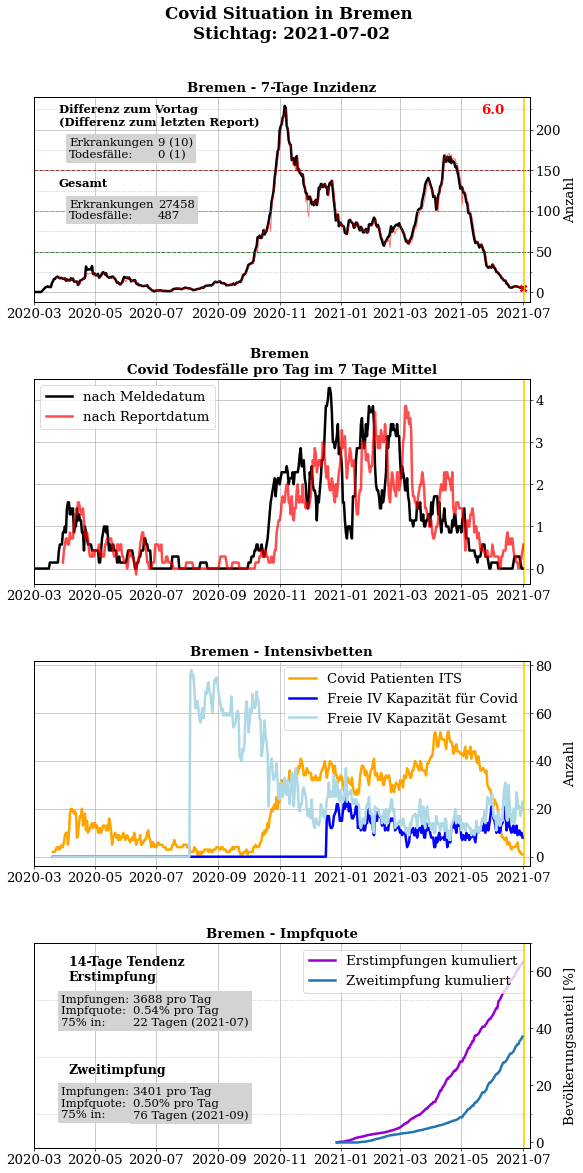 Covid Situation in Bremen
Stichtag: 2021-07-02
Bremen - 7-Tage Inzidenz
Differenz zum Vortag
(Differenz zum letzten Report)
Erkrankungen 9 (10)
Todesfälle: 0 (1)
Gesamt
Erkrankungen 27458
Todesfälle: 487
6.0
200
150
100
50
0
Anzahl
2020-03 2020-05 2020-07 2020-09 2020-11 2021-01 2021-03 2021-05 2021-07
Bremen
Covid Todesfälle pro Tag im 7 Tage Mittel
nach Meldedatum
nach Reportdatum
4
3
2
1
0
2020-03 2020-05 2020-07 2020-09 2020-11 2021-01 2021-03 2021-05 2021-07
Bremen - Intensivbetten
Covid Patienten ITS
Freie IV Kapazität für Covid
Freie IV Kapazität Gesamt
80
60
40
20
0
Anzahl
2020-03 2020-05 2020-07 2020-09 2020-11 2021-01 2021-03 2021-05 2021-07
Bremen - Impfquote
14-Tage Tendenz
Erstimpfung
Impfungen: 3688 pro Tag
Impfquote: 0.54% pro Tag
75% in: 22 Tagen (2021-07)
Zweitimpfung
Impfungen: 3401 pro Tag
Impfquote: 0.50% pro Tag
75% in: 76 Tagen (2021-09)
Erstimpfungen kumuliert
Zweitimpfung kumuliert
60
40
20
0
Bevölkerungsanteil [%]
2020-03 2020-05 2020-07 2020-09 2020-11 2021-01 2021-03 2021-05 2021-07